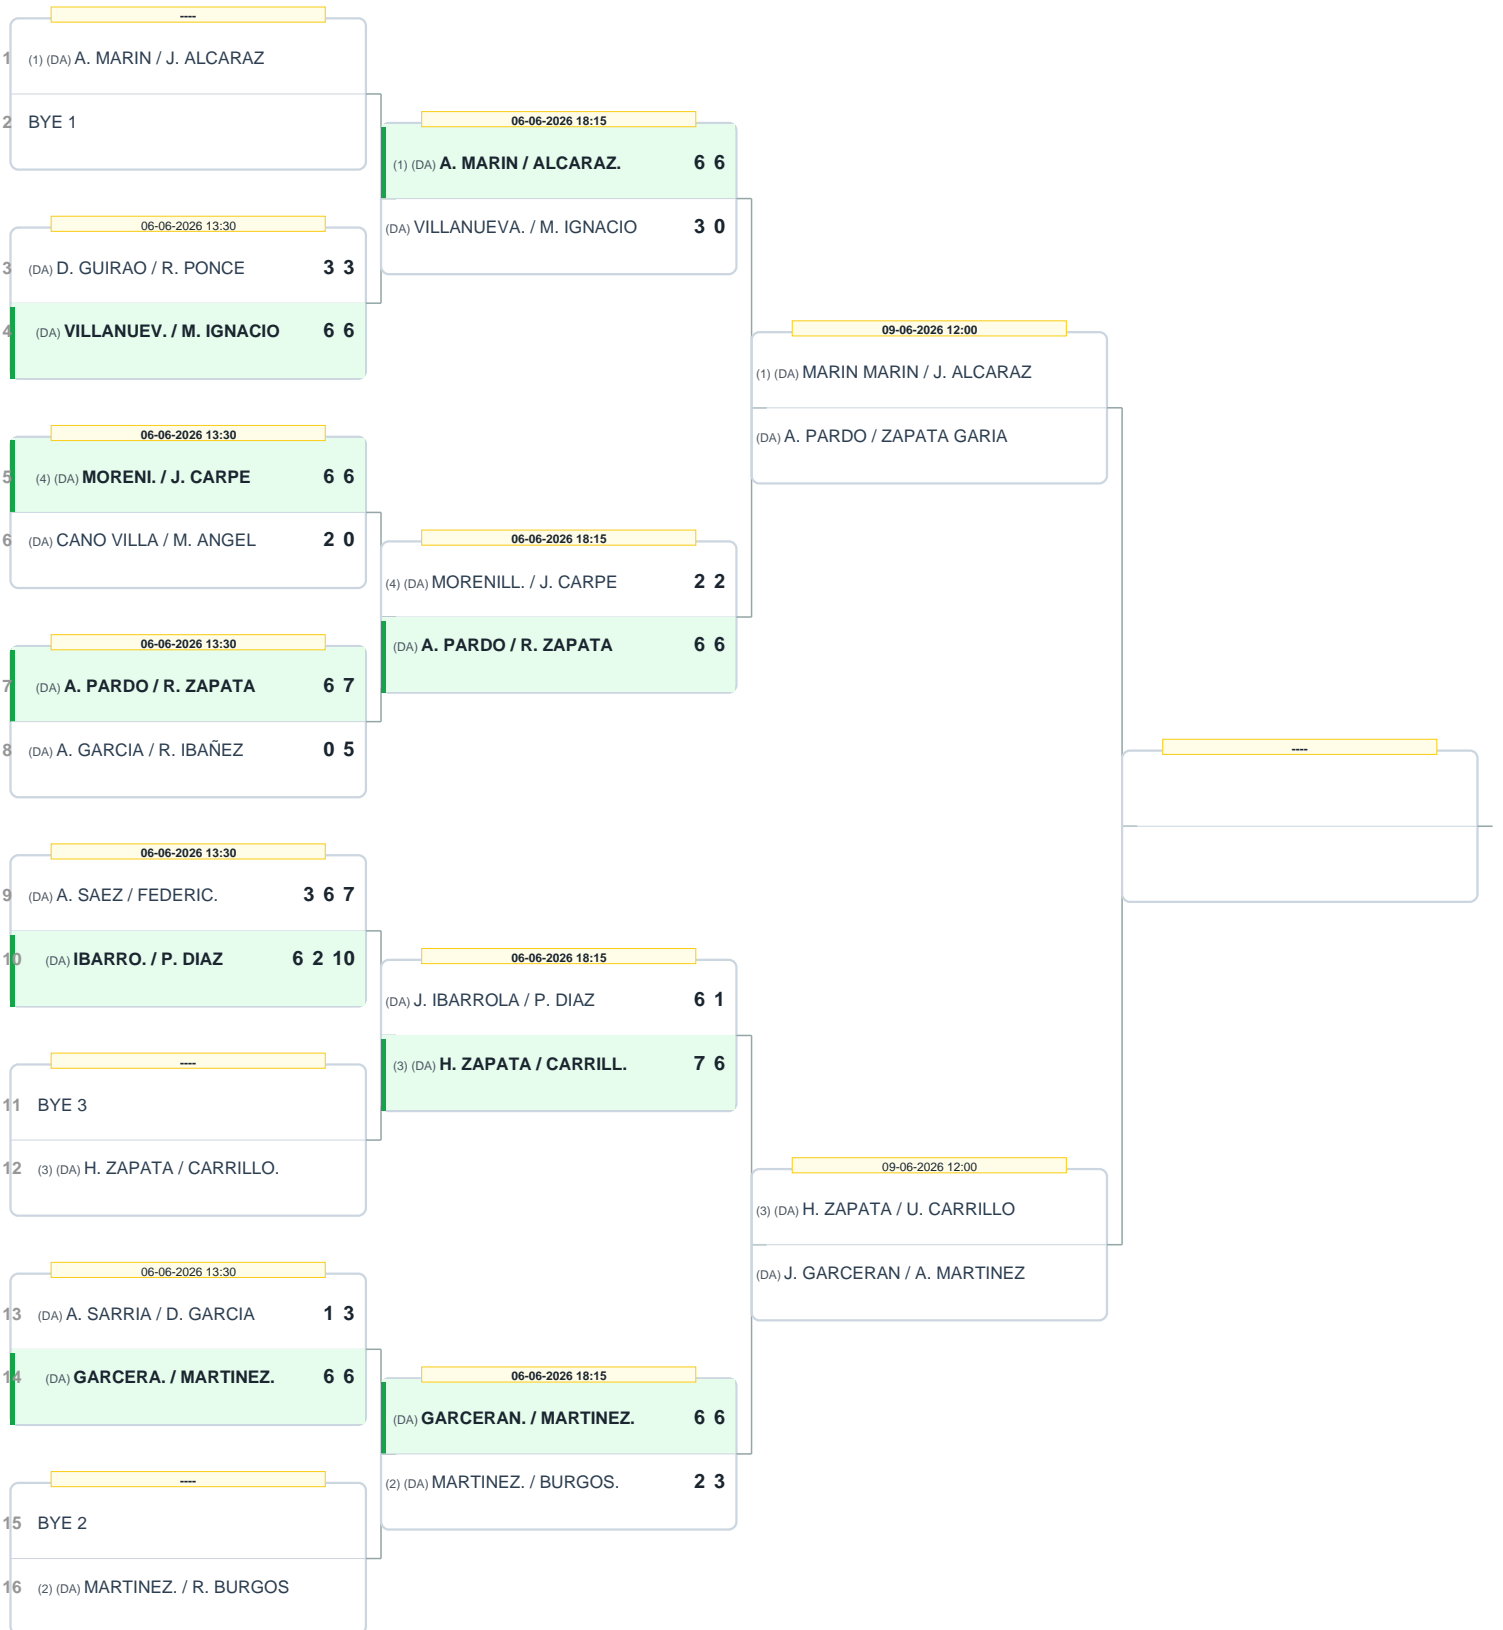 ----
1 (1) (DA) A. MARIN / J. ALCARAZ
2 BYE 1
06-06-2026 13:30
3 (DA) D. GUIRAO / R. PONCE 3 3
4 (DA) VILLANUEV. / M. IGNACIO 6 6
06-06-2026 13:30
5 (4) (DA) MORENI. / J. CARPE 6 6
6 (DA) CANO VILLA / M. ANGEL 2 0
06-06-2026 13:30
7 (DA) A. PARDO / R. ZAPATA 6 7
8 (DA) A. GARCIA / R. IBAÑEZ 0 5
06-06-2026 13:30
9 (DA) A. SAEZ / FEDERIC. 3 6 7
10 (DA) IBARRO. / P. DIAZ 6 2 10
----
11 BYE 3
12 (3) (DA) H. ZAPATA / CARRILLO.
06-06-2026 13:30
13 (DA) A. SARRIA / D. GARCIA 1 3
14 (DA) GARCERA. / MARTINEZ. 6 6
----
15 BYE 2
16 (2) (DA) MARTINEZ. / R. BURGOS
06-06-2026 18:15
(1) (DA) A. MARIN / ALCARAZ. 6 6
(DA) VILLANUEVA. / M. IGNACIO 3 0
06-06-2026 18:15
(4) (DA) MORENILL. / J. CARPE 2 2
(DA) A. PARDO / R. ZAPATA 6 6
06-06-2026 18:15
(DA) J. IBARROLA / P. DIAZ 6 1
(3) (DA) H. ZAPATA / CARRILL. 7 6
06-06-2026 18:15
(DA) GARCERAN. / MARTINEZ. 6 6
(2) (DA) MARTINEZ. / BURGOS. 2 3
09-06-2026 12:00
(1) (DA) MARIN MARIN / J. ALCARAZ
(DA) A. PARDO / ZAPATA GARIA
09-06-2026 12:00
(3) (DA) H. ZAPATA / U. CARRILLO
(DA) J. GARCERAN / A. MARTINEZ
----